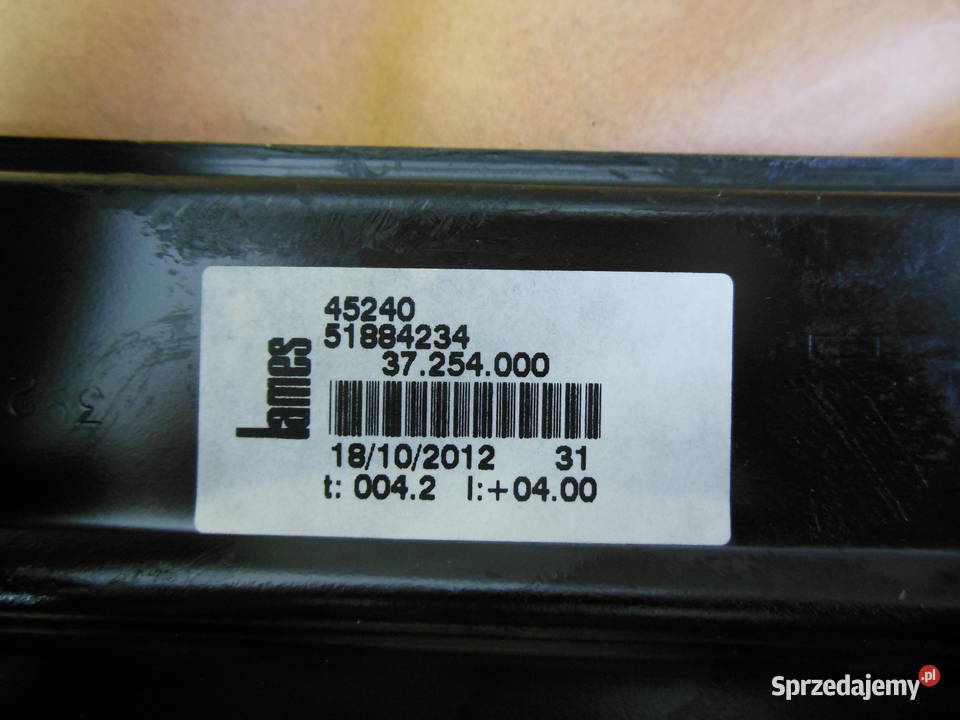 45240
51884234
37.254.000
Lames
18/10/2012 31
t: 004.2 l:+04.00
Sprzedajemy.pl